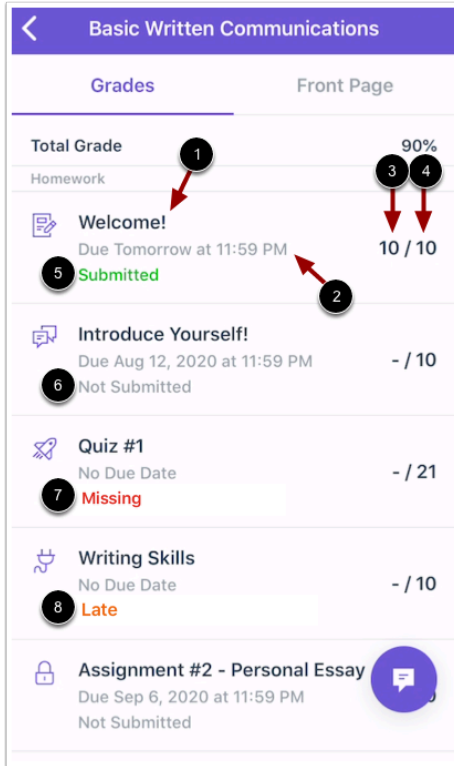 Basic Written Communications
Grades Front Page
Total Grade 90%
1
Homework
3 4
Welcome!
Due Tomorrow at 11:59 PM 10 / 10
5 Submitted
2
Introduce Yourself!
Due Aug 12, 2020 at 11:59 PM - / 10
6 Not Submitted
Quiz #1
No Due Date - / 21
7 Missing
Writing Skills
No Due Date - / 10
8 Late
Assignment #2 - Personal Essay
Due Sep 6, 2020 at 11:59 PM
Not Submitted